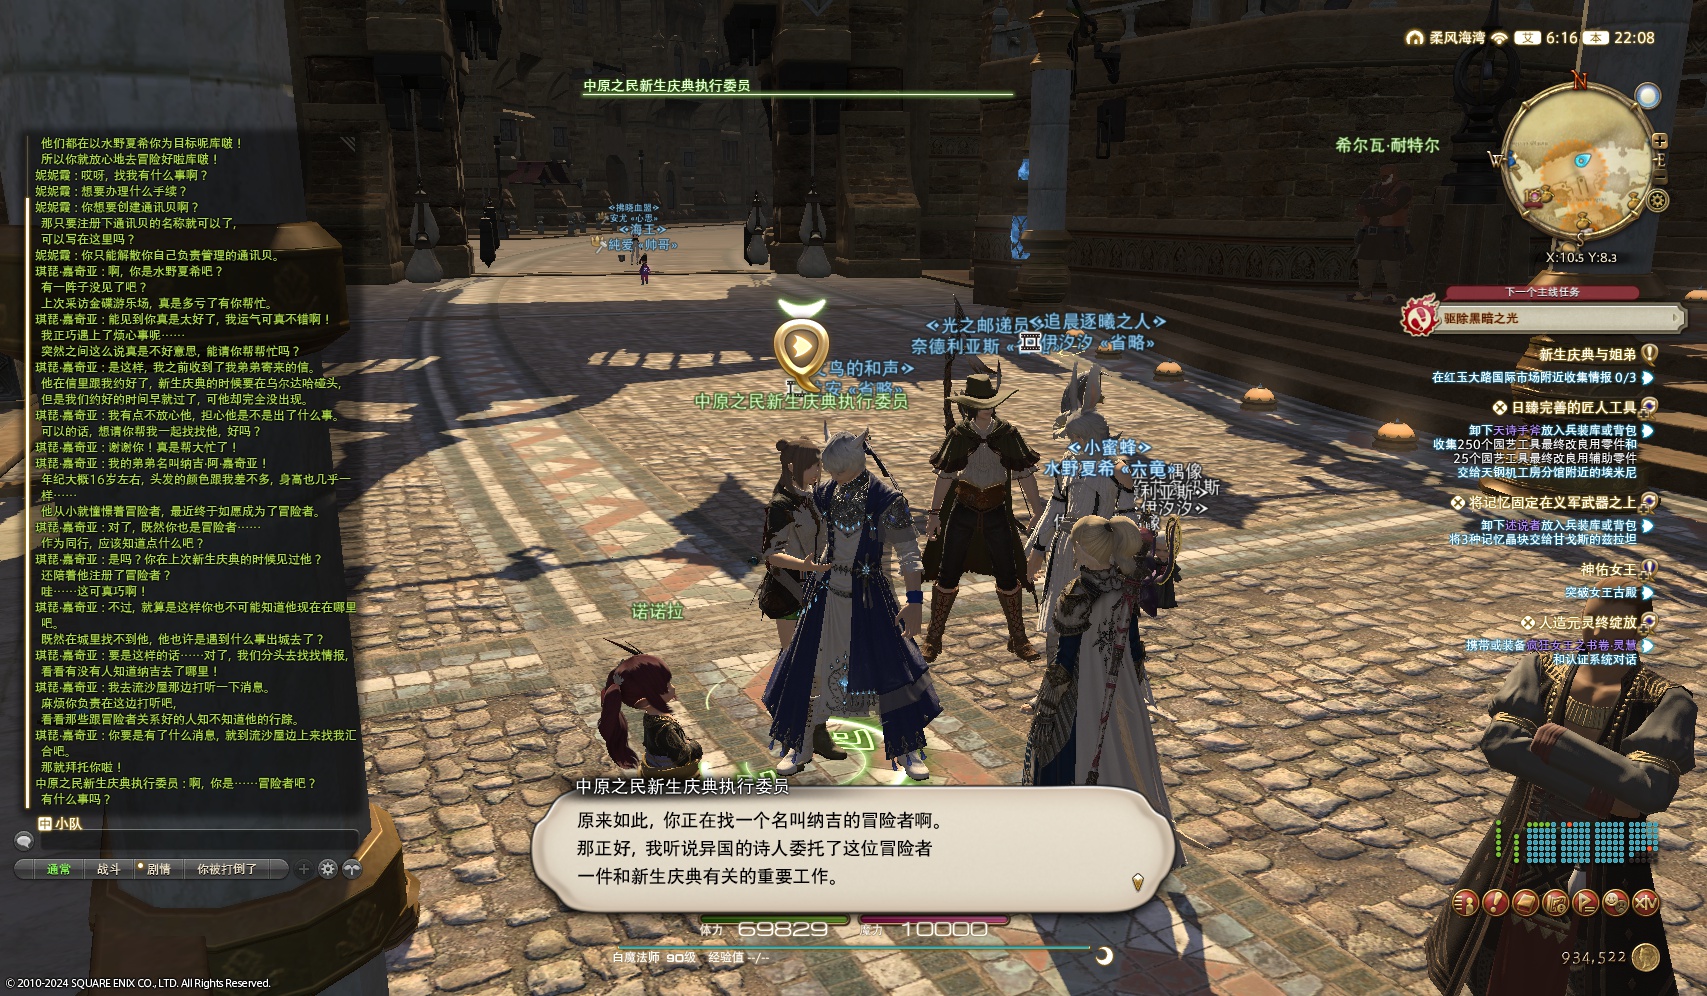 柔风海湾 艾 6:16 本 22:08
中原之民新生庆典执行委员
希尔瓦·耐特尔
N
W
E
S
X:10.5 Y:8.3
下一个主线任务
驱除黑暗之光
新生庆典与姐弟
在红玉大路国际市场附近收集情报 0/3
日臻完善的匠人工具
卸下天诗手斧放入兵装库或背包
收集250个园艺工具最终改良用零件和
25个园艺工具最终改良用辅助零件
交给天钢机工房分馆附近的埃米尼
将记忆固定在义军武器之上
卸下述说者放入兵装库或背包
将3种记忆晶块交给甘戈斯的兹拉坦
神佑女王
突破女王古殿
人造元灵终绽放
携带或装备疯狂女王之书卷·灵慧
和认证系统对话
他们都在以水野夏希你为目标呢库啵！
所以你就放心地去冒险好啦库啵！
妮妮霞：哎呀，找我有什么事啊？
妮妮霞：想要办理什么手续？
妮妮霞：你想要创建通讯贝啊？
那只要注册下通讯贝的名称就可以了，
可以写在这里吗？
妮妮霞：你只能解散你自己负责管理的通讯贝。
琪琵·嘉奇亚：啊，你是水野夏希吧？
有一阵子没见了吧？
上次采访金碟游乐场，真是多亏了有你帮忙。
琪琵·嘉奇亚：能见到你真是太好了，我运气可真不错啊！
我正巧遇上了烦心事呢……
突然之间这么说真是不好意思，能请你帮帮忙吗？
琪琵·嘉奇亚：是这样，我之前收到了我弟弟寄来的信。
他在信里跟我约好了，新生庆典的时候要在乌尔达哈碰头，
但是我们约好的时间早就过了，可他却完全没出现。
琪琵·嘉奇亚：我有点不放心他，担心他是不是出了什么事。
可以的话，想请你帮我一起找找他，好吗？
琪琵·嘉奇亚：谢谢你！真是帮大忙了！
琪琵·嘉奇亚：我的弟弟名叫纳吉·阿·嘉奇亚！
年纪大概16岁左右，头发的颜色跟我差不多，身高也几乎一
样……
他从小就憧憬着冒险者，最近终于如愿成为了冒险者。
琪琵·嘉奇亚：对了，既然你也是冒险者……
作为同行，应该知道点什么吧？
琪琵·嘉奇亚：是吗？你在上次新生庆典的时候见过他？
还陪着他注册了冒险者？
哇……这可真巧啊！
琪琵·嘉奇亚：不过，就算是这样你也不可能知道他现在在哪里
吧。
既然在城里找不到他，他也许是遇到什么事出城去了？
琪琵·嘉奇亚：要是这样的话……对了，我们分头去找找情报，
看看有没有人知道纳吉去了哪里！
琪琵·嘉奇亚：我去流沙屋那边打听一下消息。
麻烦你负责在这边打听吧，
看看那些跟冒险者关系好的人知不知道他的行踪。
琪琵·嘉奇亚：你要是有了什么消息，就到流沙屋边上来找我汇
合吧。
那就拜托你啦！
中原之民新生庆典执行委员：啊，你是……冒险者吧？
有什么事吗？
小队
通常 战斗 剧情 你被打倒了
拂晓血盟
安尤《心思》
海王
纯爱《帅哥》
光之邮递员
奈德利亚斯
追晨逐曦之人
伊汐汐《省略》
鸟的和声
安《省略》
中原之民新生庆典执行委员
小蜜蜂
水野夏希《六竜》
偶像
利亚斯
伊汐汐
诺诺拉
中原之民新生庆典执行委员
原来如此，你正在找一个名叫纳吉的冒险者啊。
那正好，我听说异国的诗人委托了这位冒险者
一件和新生庆典有关的重要工作。
体力 69829 魔力 10000
白魔法师 90级 经验值 --/--
934,522
© 2010-2024 SQUARE ENIX CO., LTD. All Rights Reserved.